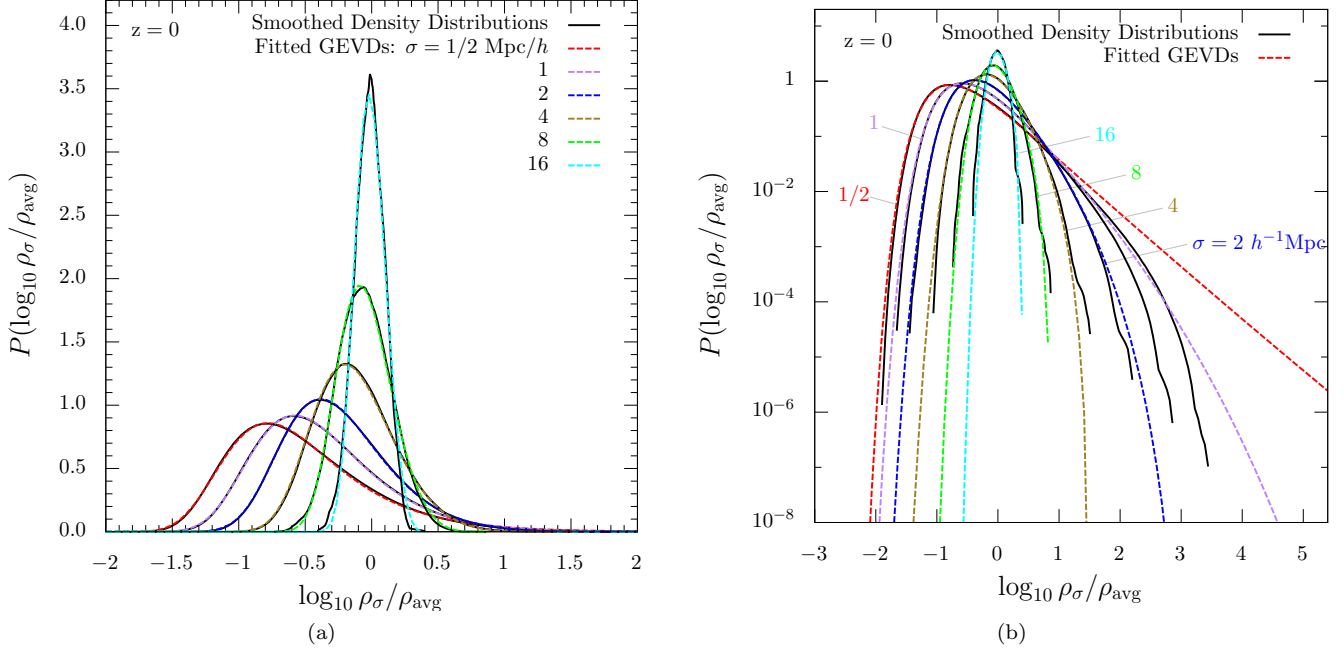 z = 0
Smoothed Density Distributions
Fitted GEVDs: σ = 1/2 Mpc/h
1
2
4
8
16
4.0
3.5
3.0
2.5
2.0
1.5
1.0
0.5
0.0
P(log₁₀ ρσ/ρavg)
−2 −1.5 −1 −0.5 0 0.5 1 1.5 2
log₁₀ ρσ/ρavg
(a)
z = 0
Smoothed Density Distributions
Fitted GEVDs
1
16
8
1/2
4
σ = 2 h⁻¹Mpc
1
10⁻²
10⁻⁴
10⁻⁶
10⁻⁸
P(log₁₀ ρσ/ρavg)
−3 −2 −1 0 1 2 3 4 5
log₁₀ ρσ/ρavg
(b)